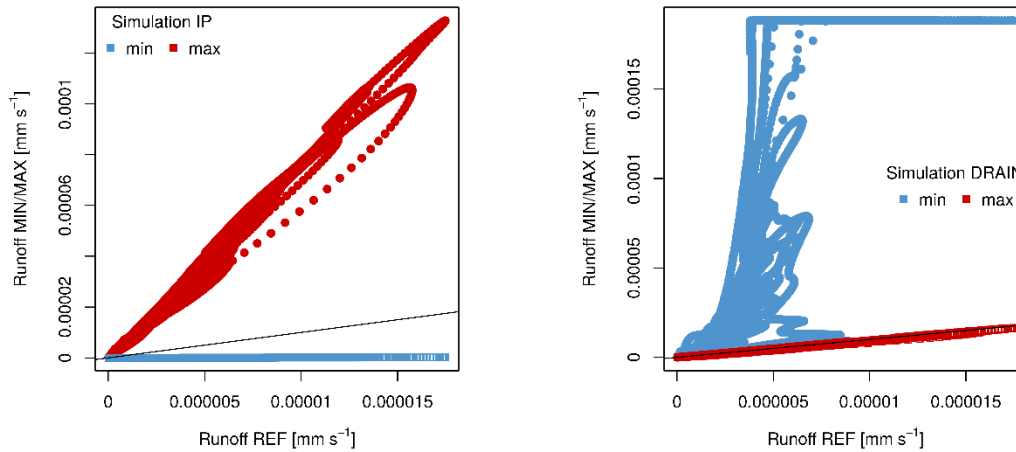 Simulation IP
min max
Runoff MIN/MAX [mm s⁻¹]
0.0001
0.00006
0.00002
0
0 0.000005 0.00001 0.000015
Runoff REF [mm s⁻¹]
Simulation DRAIN
min max
Runoff MIN/MAX [mm s⁻¹]
0.00015
0.0001
0.00005
0
0 0.000005 0.00001 0.000015
Runoff REF [mm s⁻¹]